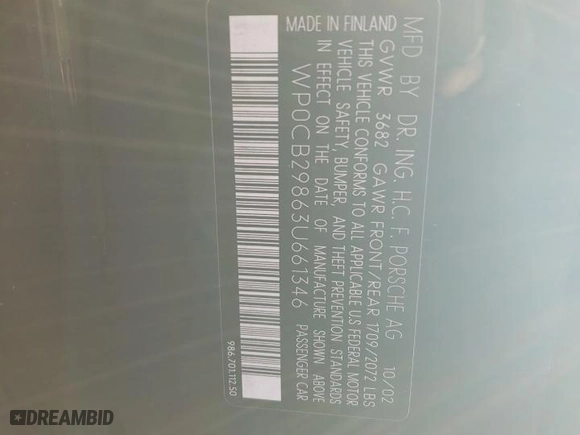 MFD BY DR. ING. H.C. F. PORSCHE AG 10/02
GVWR 3682 GAWR FRONT/REAR 1709/2072 LBS
THIS VEHICLE CONFORMS TO ALL APPLICABLE U.S FEDERAL MOTOR
VEHICLE SAFETY, BUMPER, AND THEFT PREVENTION STANDARDS
IN EFFECT ON THE DATE OF MANUFACTURE SHOWN ABOVE
MADE IN FINLAND
WP0CB29863U661346 PASSENGER CAR
986.701.112.50
DREAMBID